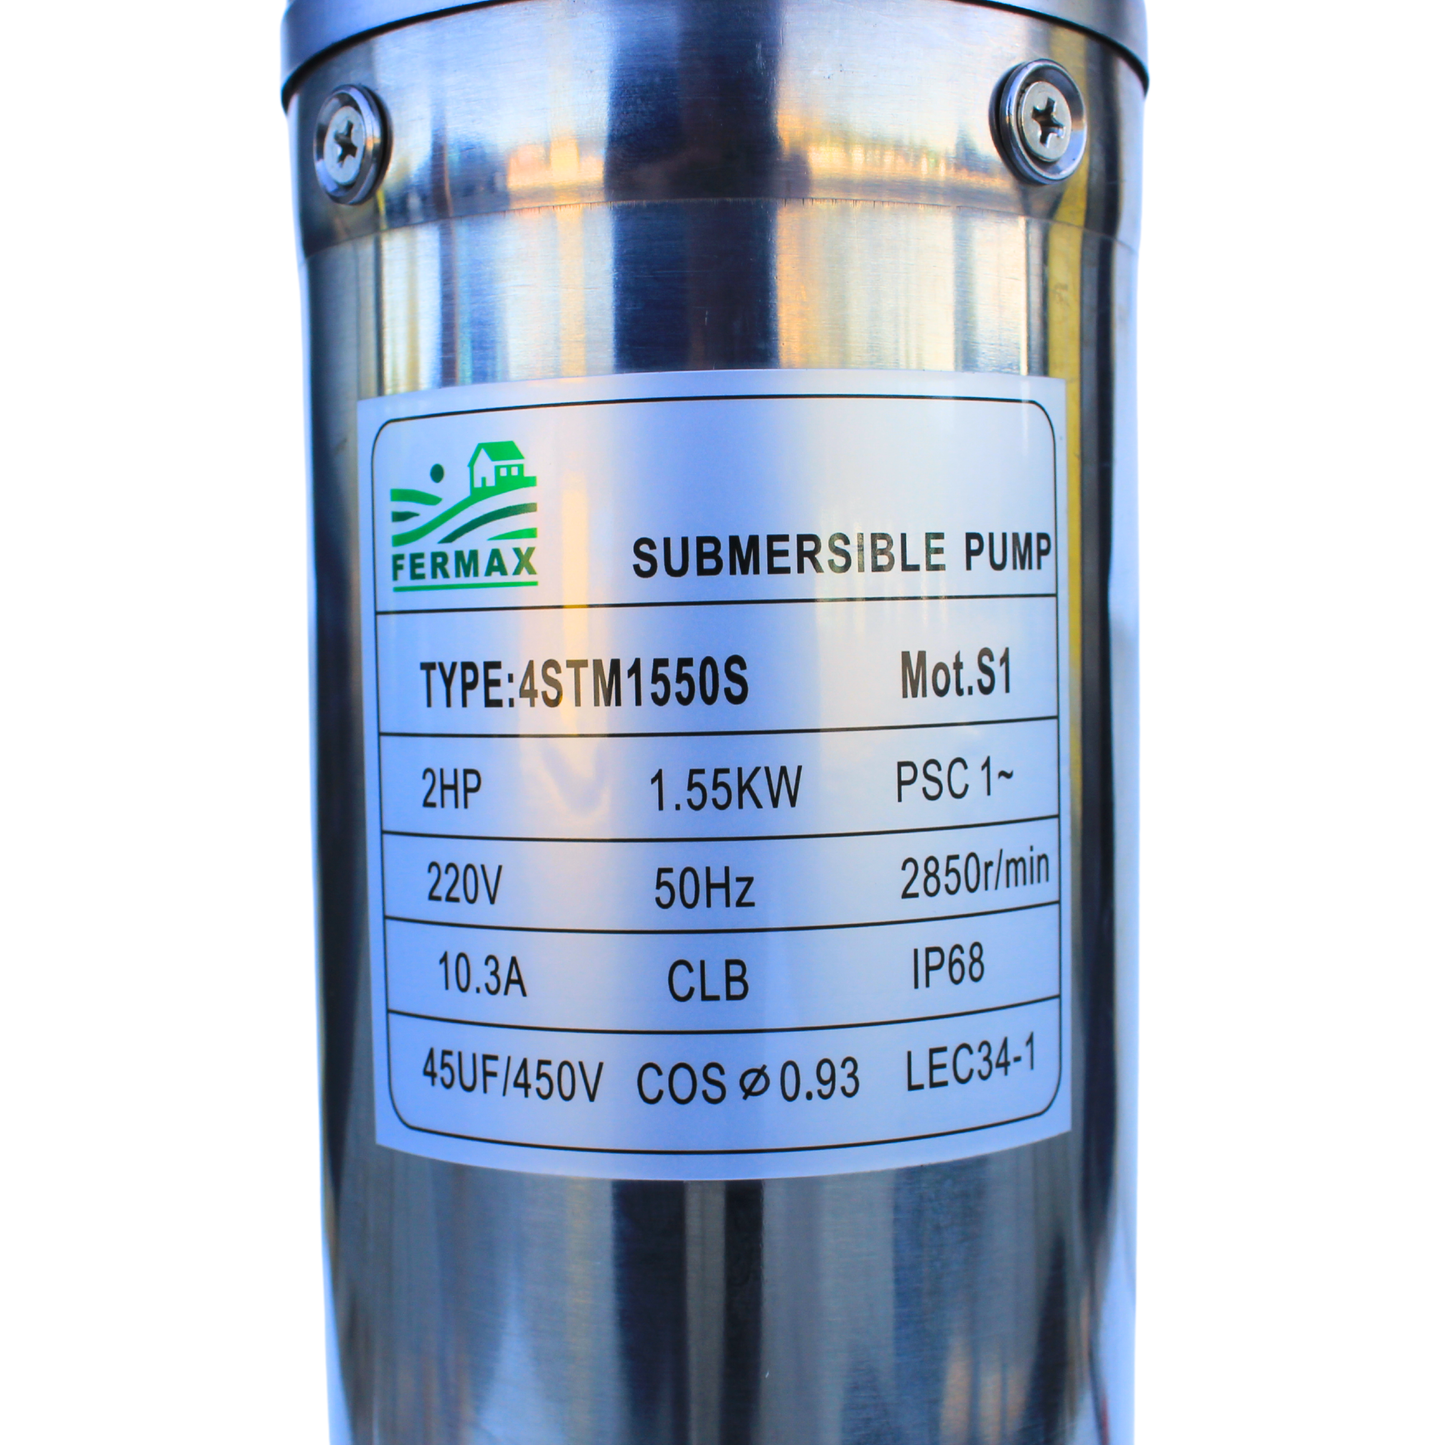 FERMAX
SUBMERSIBLE PUMP
TYPE:4STM1550S Mot.S1
2HP 1.55KW PSC 1~
220V 50Hz 2850r/min
10.3A CLB IP68
45UF/450V COS ⌀ 0.93 LEC34-1